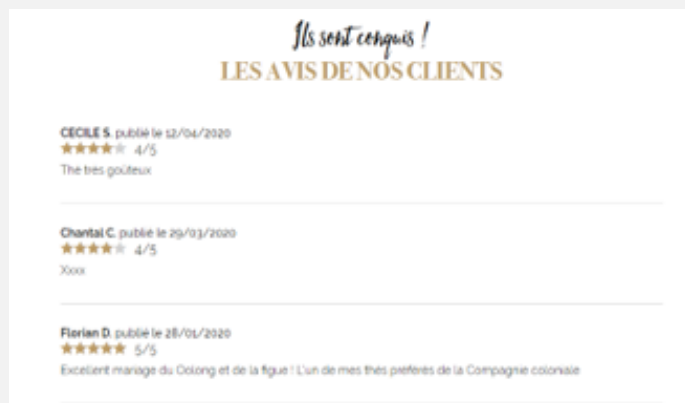 Ils sont conquis !
LES AVIS DE NOS CLIENTS
CECILE S. publié le 12/04/2020
4/5
The très goûteux
Chantal C. publié le 29/03/2020
4/5
Xxxx
Florian D. publié le 28/01/2020
5/5
Excellent mariage du Oolong et de la figue ! L'un de mes thés préférés de la Compagnie coloniale